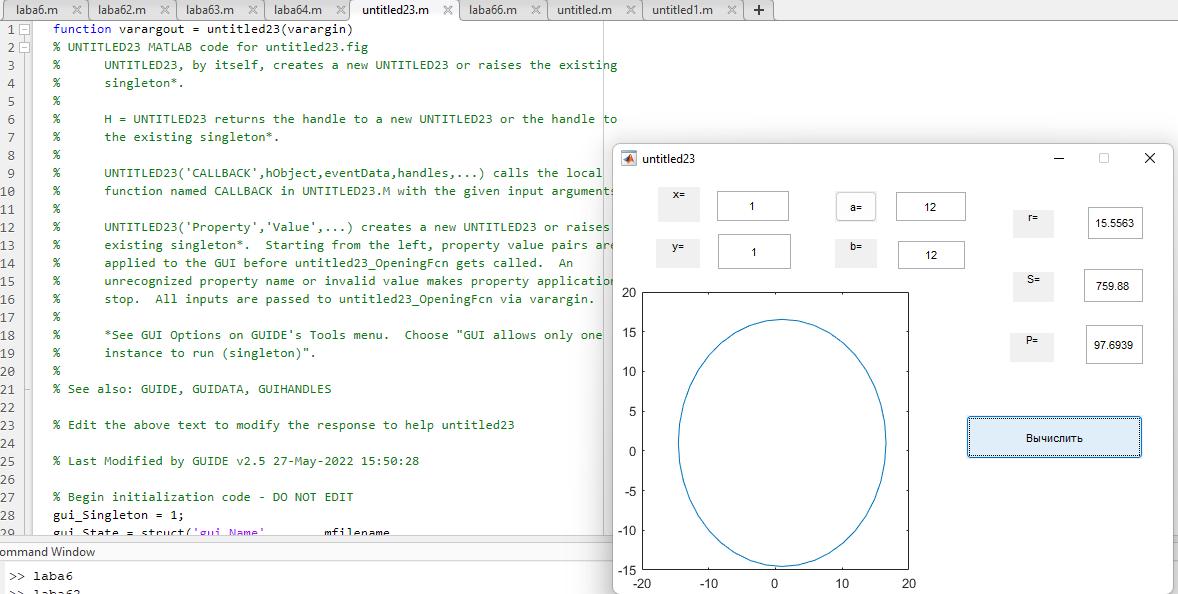 laba6.m laba62.m laba63.m laba64.m untitled23.m laba66.m untitled.m untitled1.m
1 function varargout = untitled23(varargin)
2 % UNTITLED23 MATLAB code for untitled23.fig
3 % UNTITLED23, by itself, creates a new UNTITLED23 or raises the existing
4 % singleton*.
5 %
6 % H = UNTITLED23 returns the handle to a new UNTITLED23 or the handle to
7 % the existing singleton*.
8 %
9 % UNTITLED23('CALLBACK',hObject,eventData,handles,...) calls the local
10 % function named CALLBACK in UNTITLED23.M with the given input arguments
11 %
12 % UNTITLED23('Property','Value',...) creates a new UNTITLED23 or raises
13 % existing singleton*. Starting from the left, property value pairs are
14 % applied to the GUI before untitled23_OpeningFcn gets called. An
15 % unrecognized property name or invalid value makes property application
16 % stop. All inputs are passed to untitled23_OpeningFcn via varargin.
17 %
18 % *See GUI Options on GUIDE's Tools menu. Choose "GUI allows only one
19 % instance to run (singleton)".
20 %
21 % See also: GUIDE, GUIDATA, GUIHANDLES
22
23 % Edit the above text to modify the response to help untitled23
24
25 % Last Modified by GUIDE v2.5 27-May-2022 15:50:28
26
27 % Begin initialization code - DO NOT EDIT
28 gui_Singleton = 1;
29 gui_State = struct('gui_Name', mfilename
ommand Window
>> laba6
>> laba62
untitled23
x= 1 a= 12
r= 15.5563
y= 1 b= 12
S= 759.88
P= 97.6939
Вычислить
20
15
10
5
0
-5
-10
-15
-20 -10 0 10 20